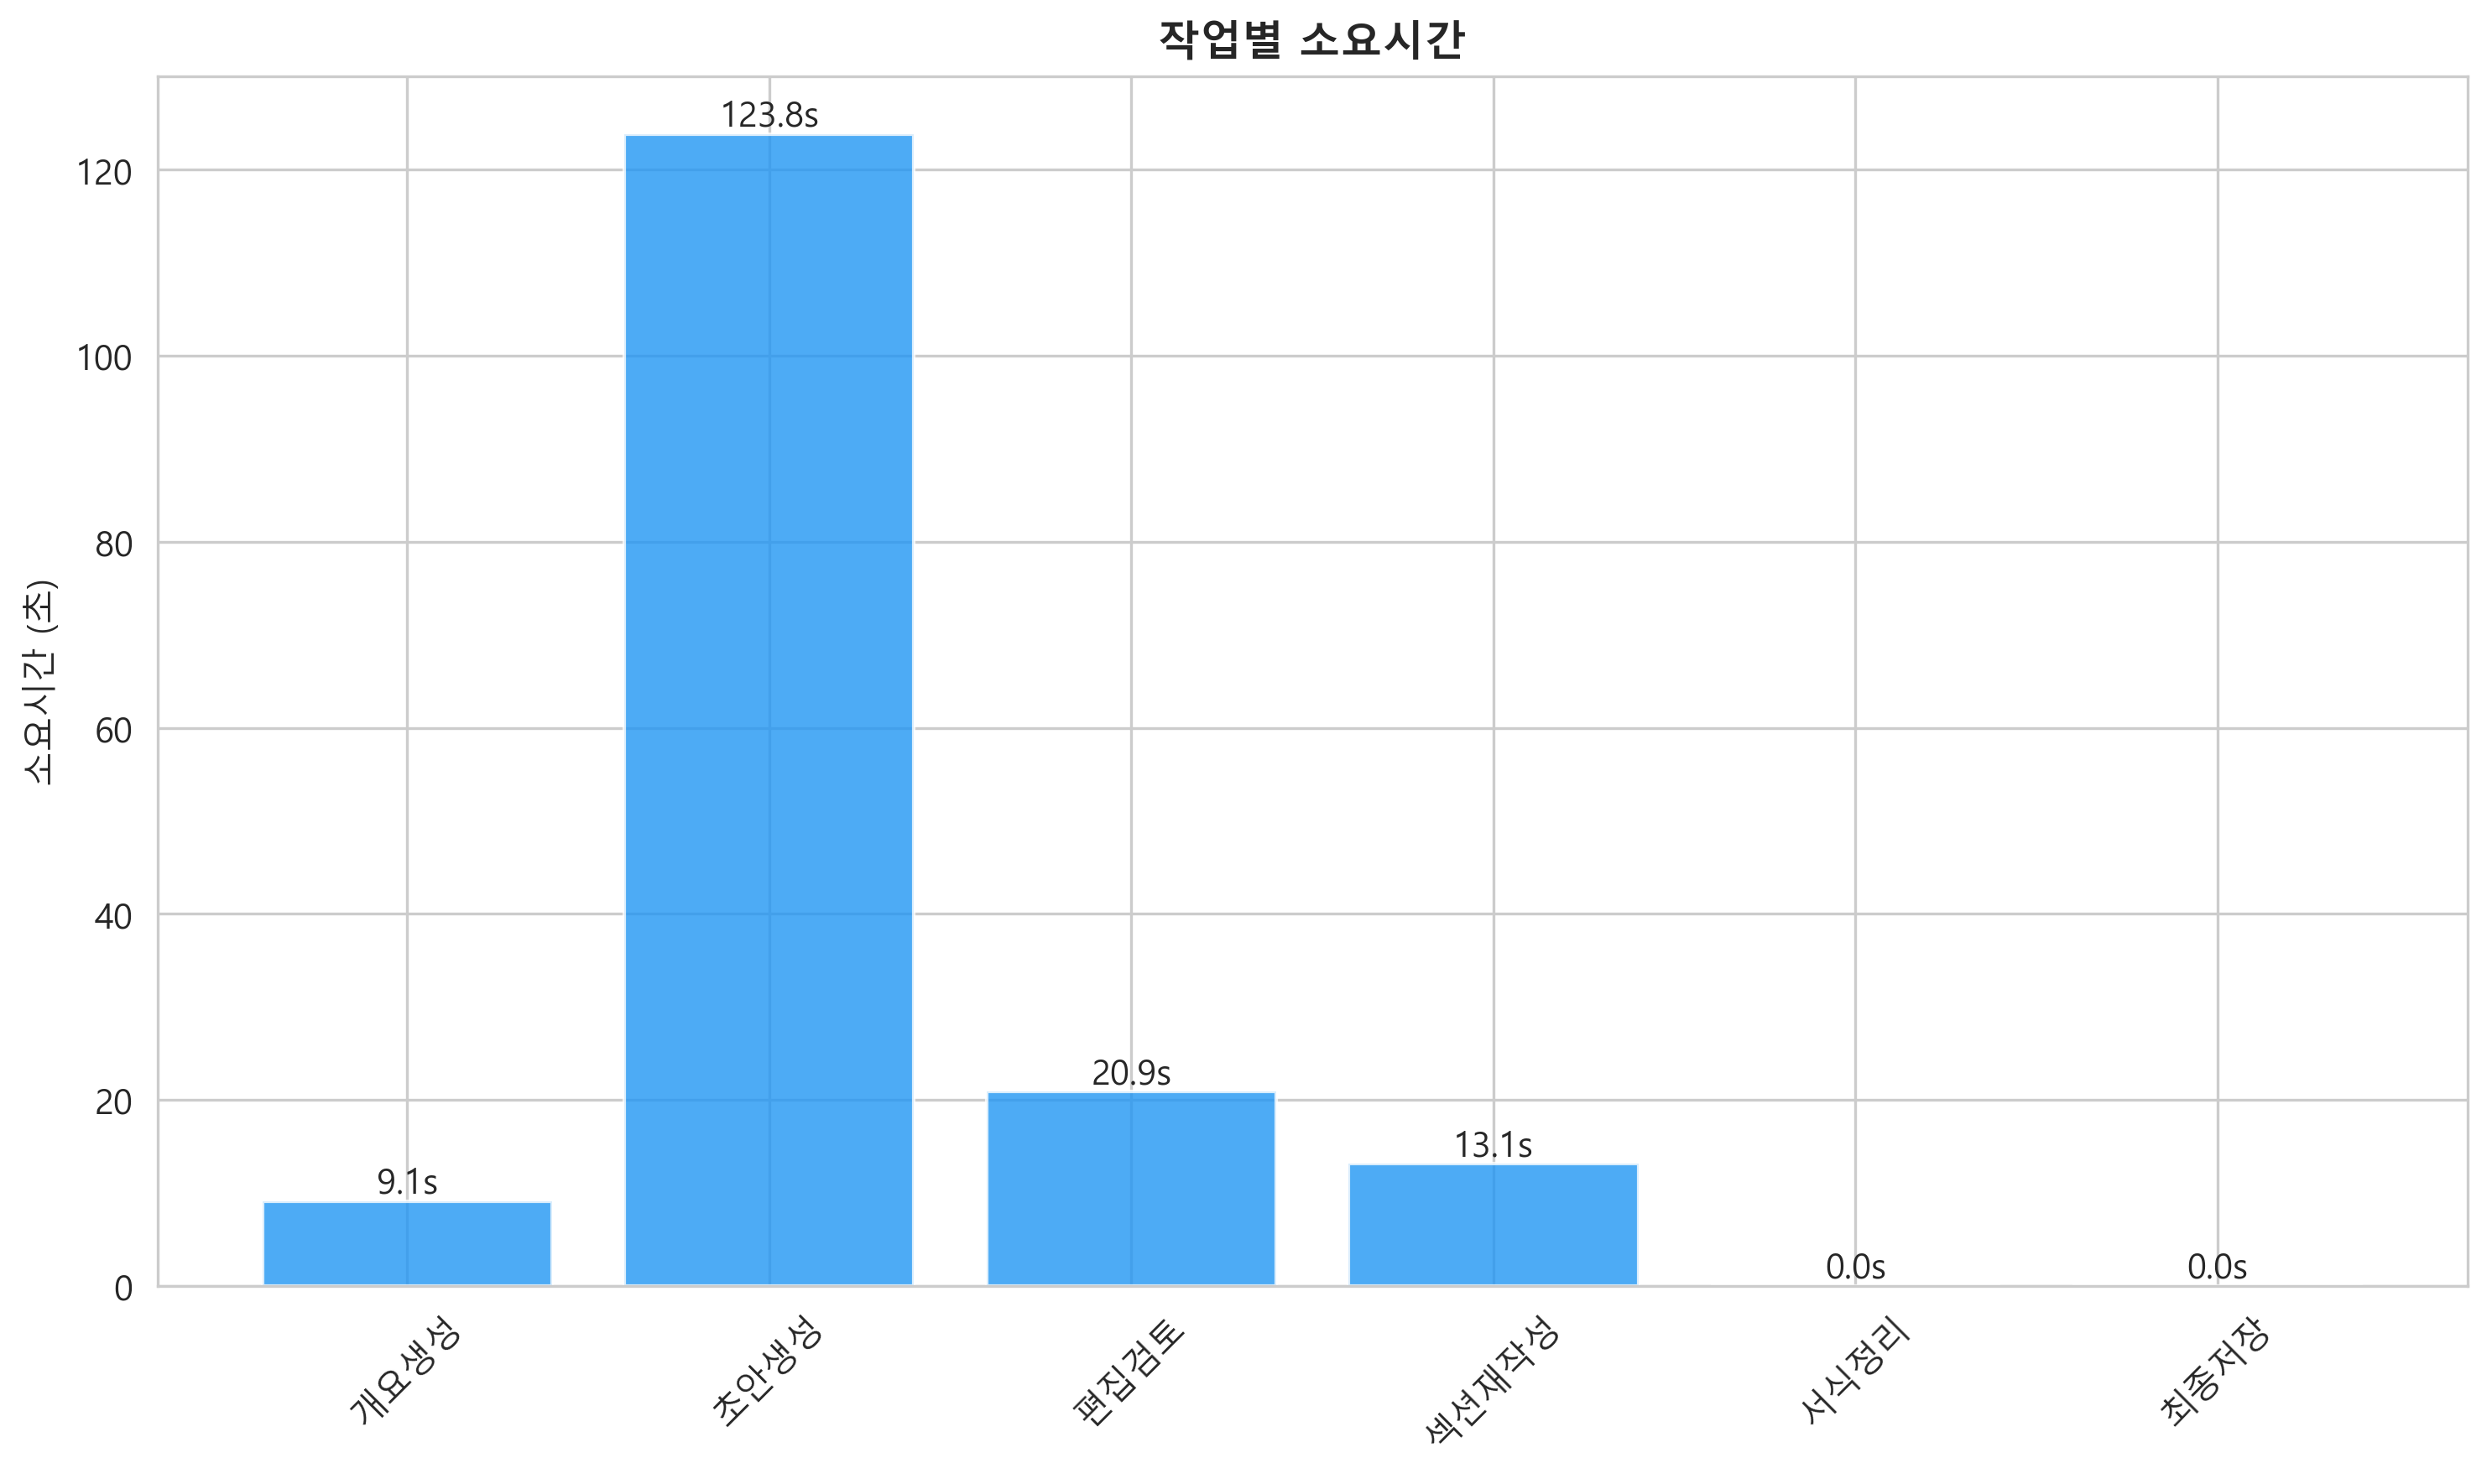 작업별 소요시간
소요시간 (초)
120
100
80
60
40
20
0
9.1s
123.8s
20.9s
13.1s
0.0s
0.0s
개요생성
초안생성
편집검토
섹션재작성
서식정리
최종저장